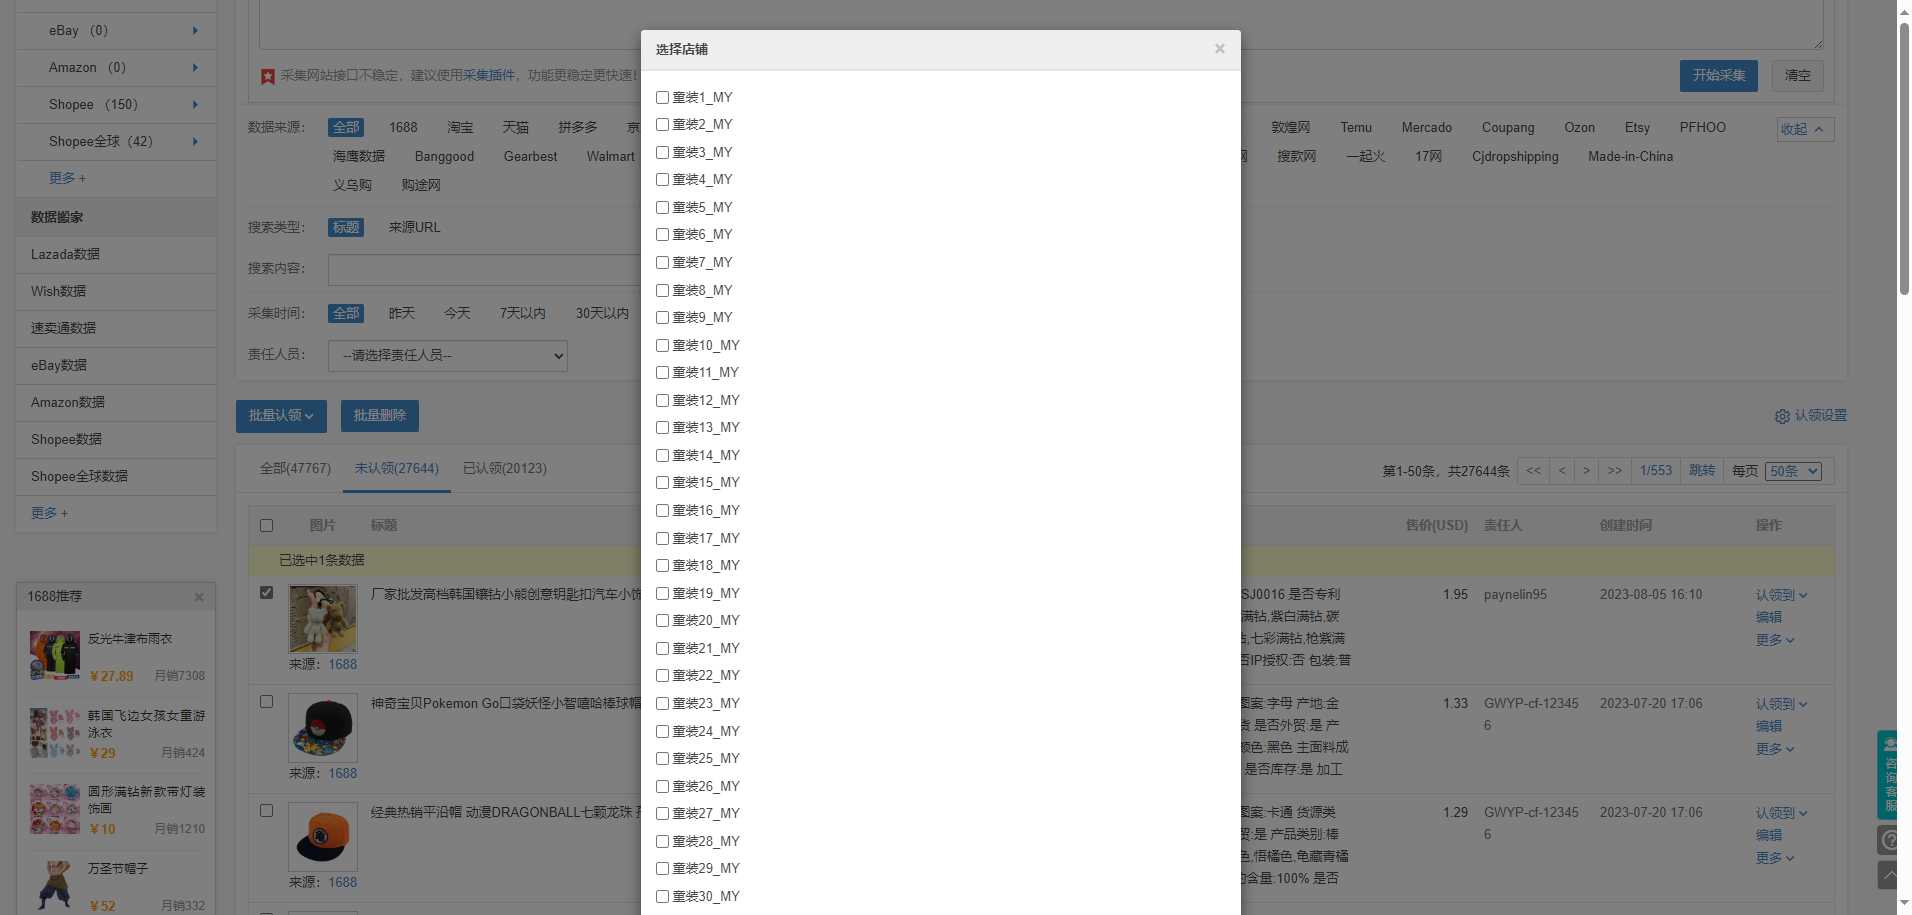 eBay （0）
Amazon （0）
Shopee （150）
Shopee全球（42）
更多 +
数据搬家
Lazada数据
Wish数据
速卖通数据
eBay数据
Amazon数据
Shopee数据
Shopee全球数据
更多 +
1688推荐 ×
反光牛津布雨衣
¥27.89 月销7308
韩国飞边女孩女童游
泳衣
¥29 月销424
圆形满钻新款带灯装
饰画
¥10 月销1210
万圣节帽子
¥52 月销332
采集网站接口不稳定，建议使用采集插件，功能更稳定更快速！
开始采集 清空
数据来源： 全部 1688 淘宝 天猫 拼多多 京 敦煌网 Temu Mercado Coupang Ozon Etsy PFHOO 收起
海鹰数据 Banggood Gearbest Walmart 网 搜款网 一起火 17网 Cjdropshipping Made-in-China
义乌购 购途网
搜索类型： 标题 来源URL
搜索内容：
采集时间： 全部 昨天 今天 7天以内 30天以内
责任人员： --请选择责任人员--
批量认领 批量删除 认领设置
全部(47767) 未认领(27644) 已认领(20123) 第1-50条，共27644条 << < > >> 1/553 跳转 每页 50条
图片 标题 售价(USD) 责任人 创建时间 操作
已选中1条数据
厂家批发高档韩国镶钻小熊创意钥匙扣汽车小饰 SJ0016 是否专利 1.95 paynelin95 2023-08-05 16:10 认领到
满钻,紫白满钻,碳 编辑
钻,七彩满钻,枪紫满 更多
否IP授权:否 包装:普
来源：1688
神奇宝贝Pokemon Go口袋妖怪小智嘻哈棒球帽 图案:字母 产地:金 1.33 GWYP-cf-12345 2023-07-20 17:06 认领到
货 是否外贸:是 产 6 编辑
颜色:黑色 主面料成 更多
是否库存:是 加工
来源：1688
经典热销平沿帽 动漫DRAGONBALL七颗龙珠 图案:卡通 货源类 1.29 GWYP-cf-12345 2023-07-20 17:06 认领到
贸:是 产品类别:棒 6 编辑
色,悟橘色,龟藏青橘 更多
的含量:100% 是否
来源：1688
选择店铺 ×
童装1_MY
童装2_MY
童装3_MY
童装4_MY
童装5_MY
童装6_MY
童装7_MY
童装8_MY
童装9_MY
童装10_MY
童装11_MY
童装12_MY
童装13_MY
童装14_MY
童装15_MY
童装16_MY
童装17_MY
童装18_MY
童装19_MY
童装20_MY
童装21_MY
童装22_MY
童装23_MY
童装24_MY
童装25_MY
童装26_MY
童装27_MY
童装28_MY
童装29_MY
童装30_MY
咨询客服